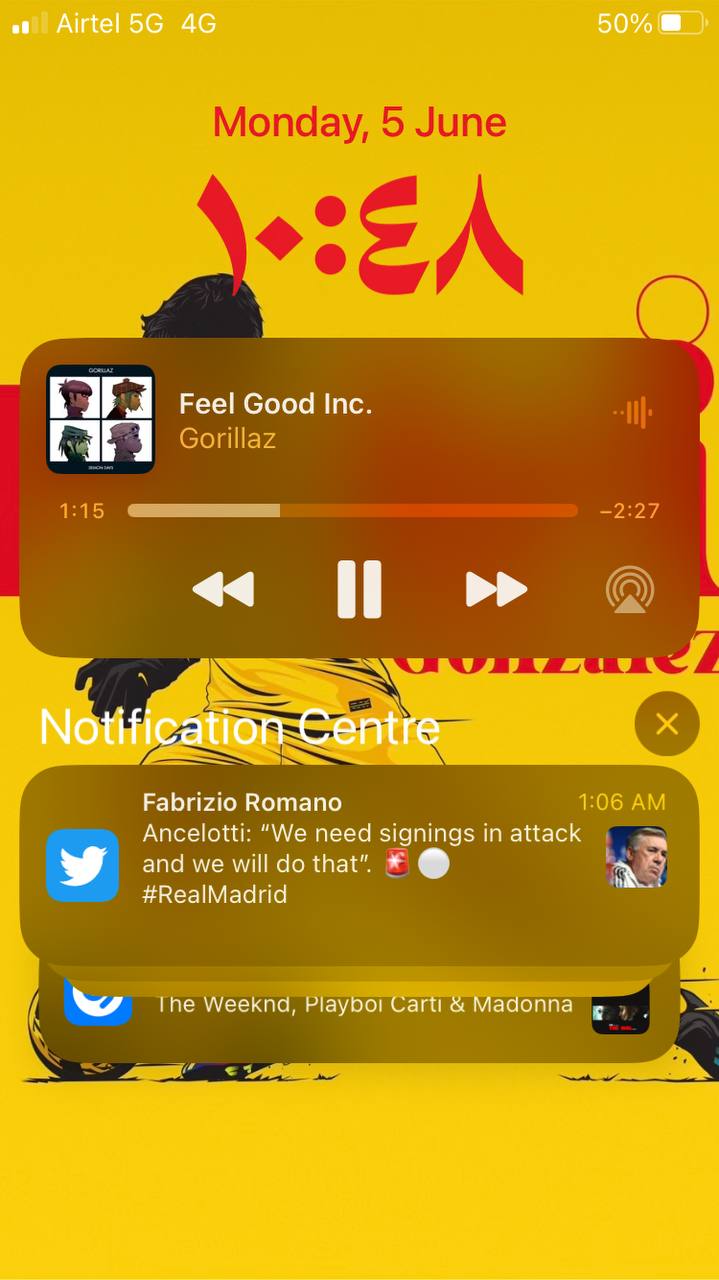 Airtel 5G 4G 50%
Monday, 5 June
١٠:٤٨
GORILLAZ
DEMON DAYS
Feel Good Inc.
Gorillaz
1:15 −2:27
Gonzalez
Notification Centre
Fabrizio Romano 1:06 AM
Ancelotti: “We need signings in attack
and we will do that”. 🚨⚪
#RealMadrid
The Weeknd, Playboi Carti & Madonna